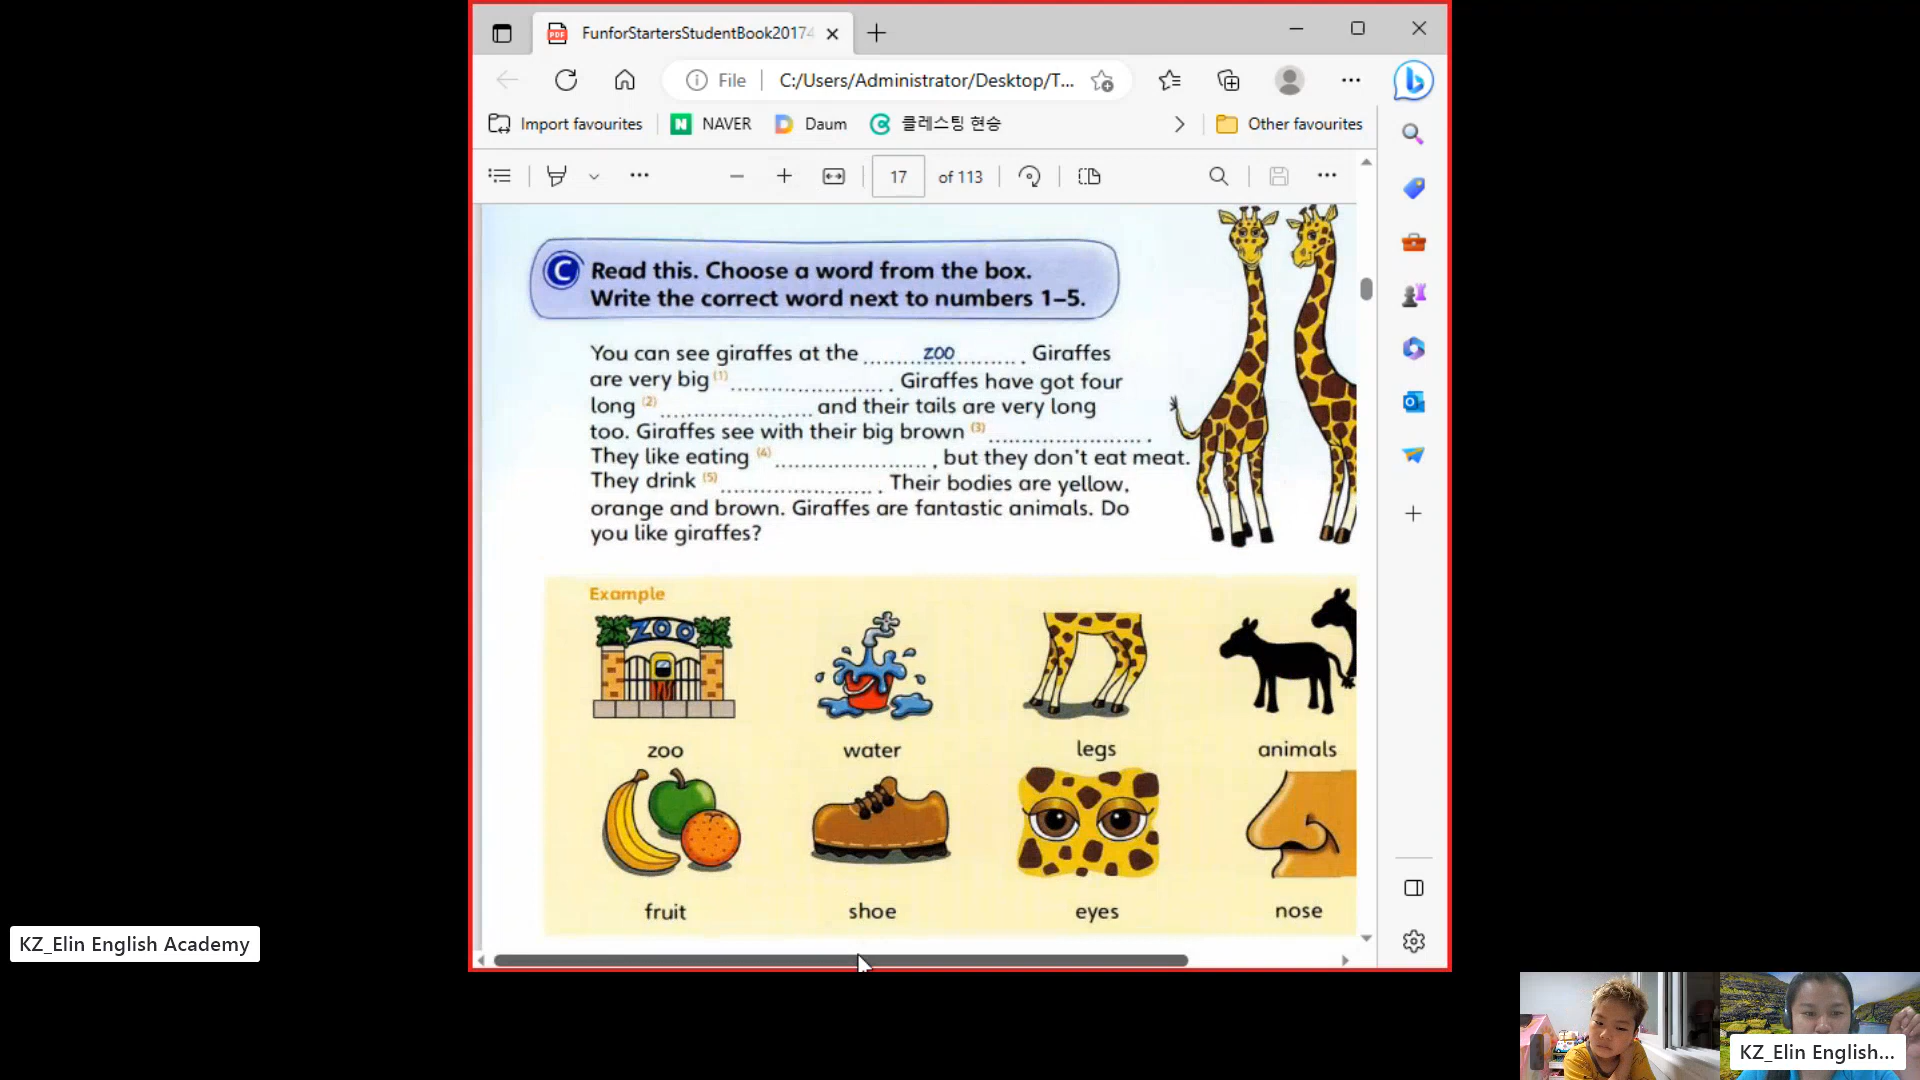 FunforStartersStudentBook20174
File
C:/Users/Administrator/Desktop/T...
Import favourites
NAVER
Daum
클레스팅 현승
Other favourites
17
of 113
C
Read this. Choose a word from the box.
Write the correct word next to numbers 1–5.
You can see giraffes at the ........zoo............ . Giraffes
are very big (1) ........................ . Giraffes have got four
long (2) ........................ and their tails are very long
too. Giraffes see with their big brown (3) ........................ .
They like eating (4) ........................ , but they don't eat meat.
They drink (5) ........................ . Their bodies are yellow,
orange and brown. Giraffes are fantastic animals. Do
you like giraffes?
Example
ZOO
zoo
water
legs
animals
fruit
shoe
eyes
nose
KZ_Elin English Academy
KZ_Elin English...